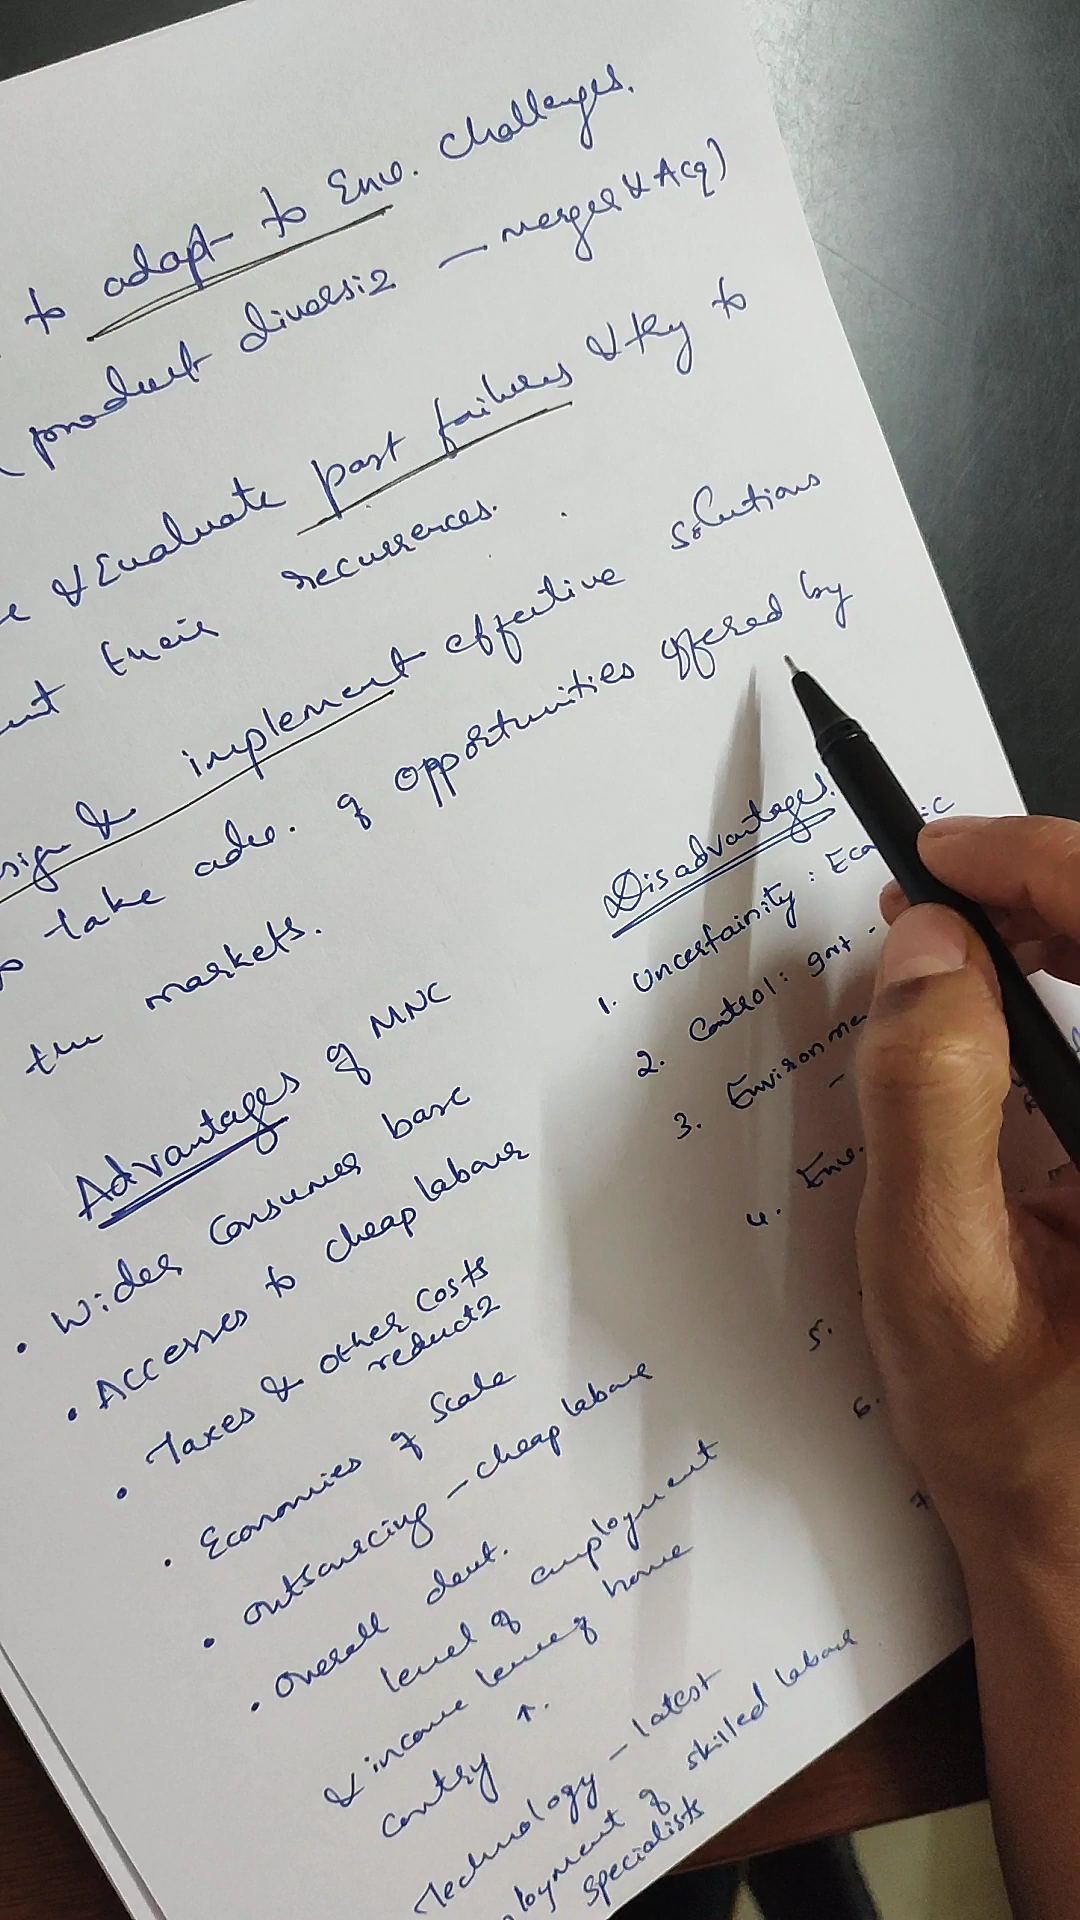 to adapt to Env. challenges.
( product diversi2 — merger & Acq)
& Evaluate past failures & try to
their recurrences.
& implement effective solutions
take adv. of opportunities offered by
the markets.
Advantages of MNC
• Wider Consumer base
• Accesses to cheap labour
• Taxes & other costs
reduct2
• Economies of Scale
• outsourcing – cheap labour
• overall devt.
level of employment
& income level of home
contry ↑.
Technology – latest
loyment of skilled labour
specialists
Disadvantages.
1. Uncertainity : Eco
2. Control : gvt -
3. Environme
4. Env.
5.
6.
7